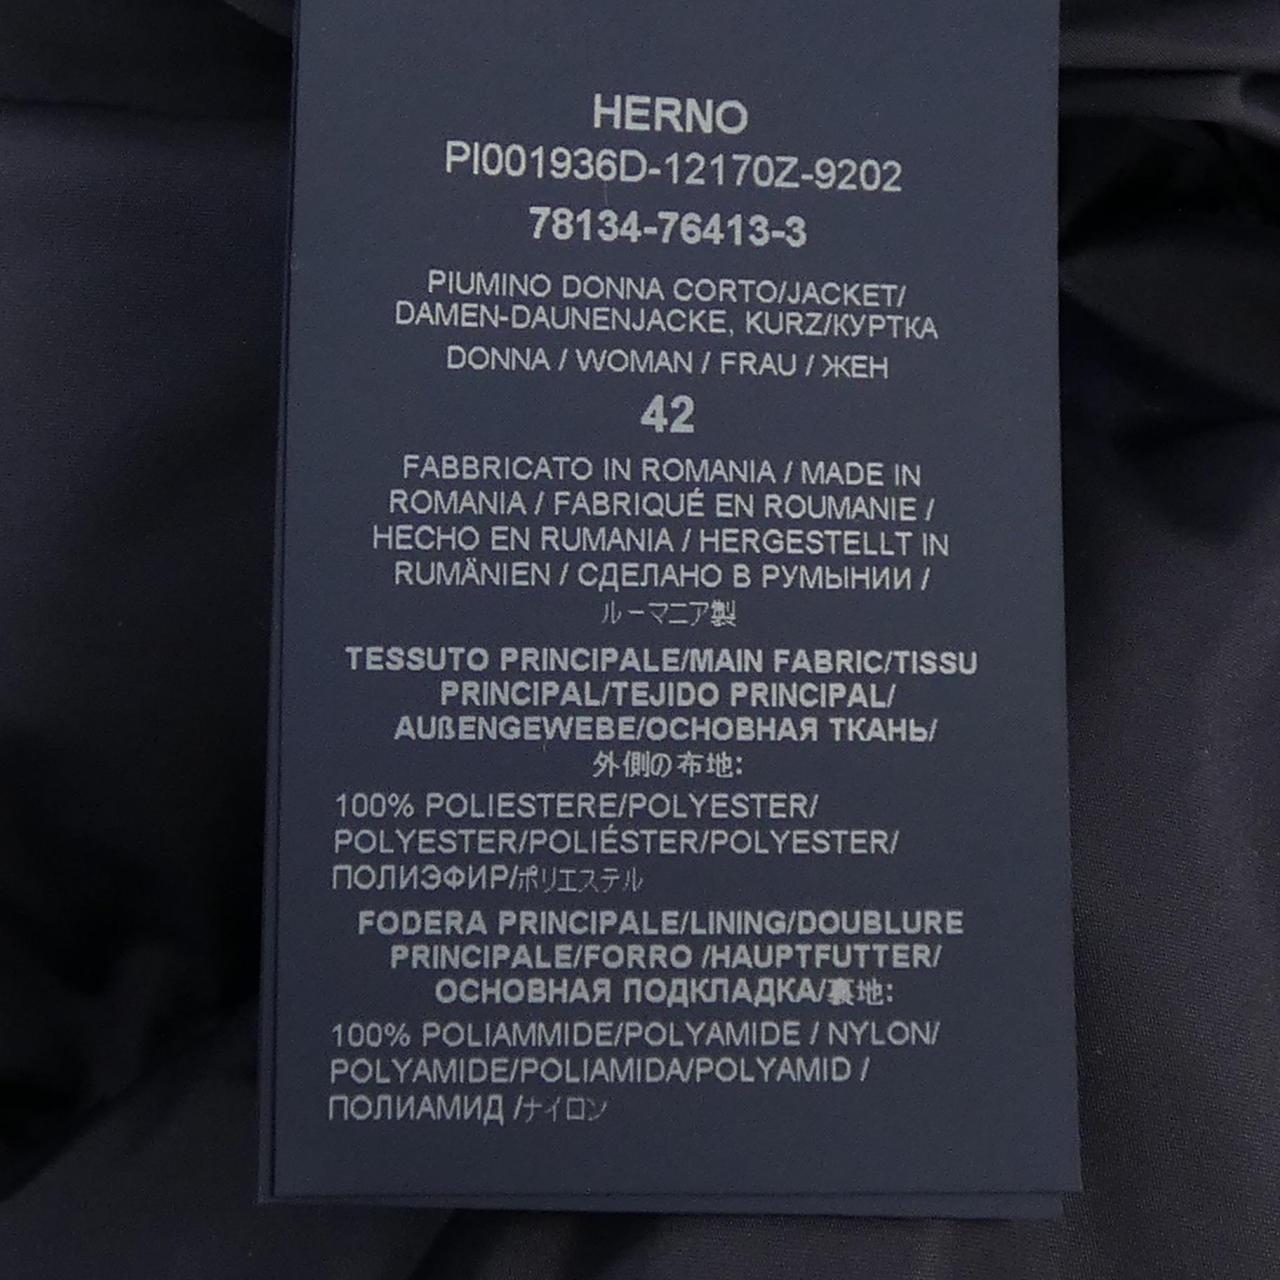 HERNO
PI001936D-12170Z-9202
78134-76413-3
PIUMINO DONNA CORTO/JACKET/
DAMEN-DAUNENJACKE, KURZ/КУРТКА
DONNA / WOMAN / FRAU / ЖЕН
42
FABBRICATO IN ROMANIA / MADE IN
ROMANIA / FABRIQUÉ EN ROUMANIE /
HECHO EN RUMANIA / HERGESTELLT IN
RUMÄNIEN / СДЕЛАНО В РУМЫНИИ /
ルーマニア製
TESSUTO PRINCIPALE/MAIN FABRIC/TISSU
PRINCIPAL/TEJIDO PRINCIPAL/
AUßENGEWEBE/ОСНОВНАЯ ТКАНЬ/
外側の布地:
100% POLIESTERE/POLYESTER/
POLYESTER/POLIÉSTER/POLYESTER/
ПОЛИЭФИР/ポリエステル
FODERA PRINCIPALE/LINING/DOUBLURE
PRINCIPALE/FORRO /HAUPTFUTTER/
ОСНОВНАЯ ПОДКЛАДКА/裏地:
100% POLIAMMIDE/POLYAMIDE / NYLON/
POLYAMIDE/POLIAMIDA/POLYAMID /
ПОЛИАМИД /ナイロン